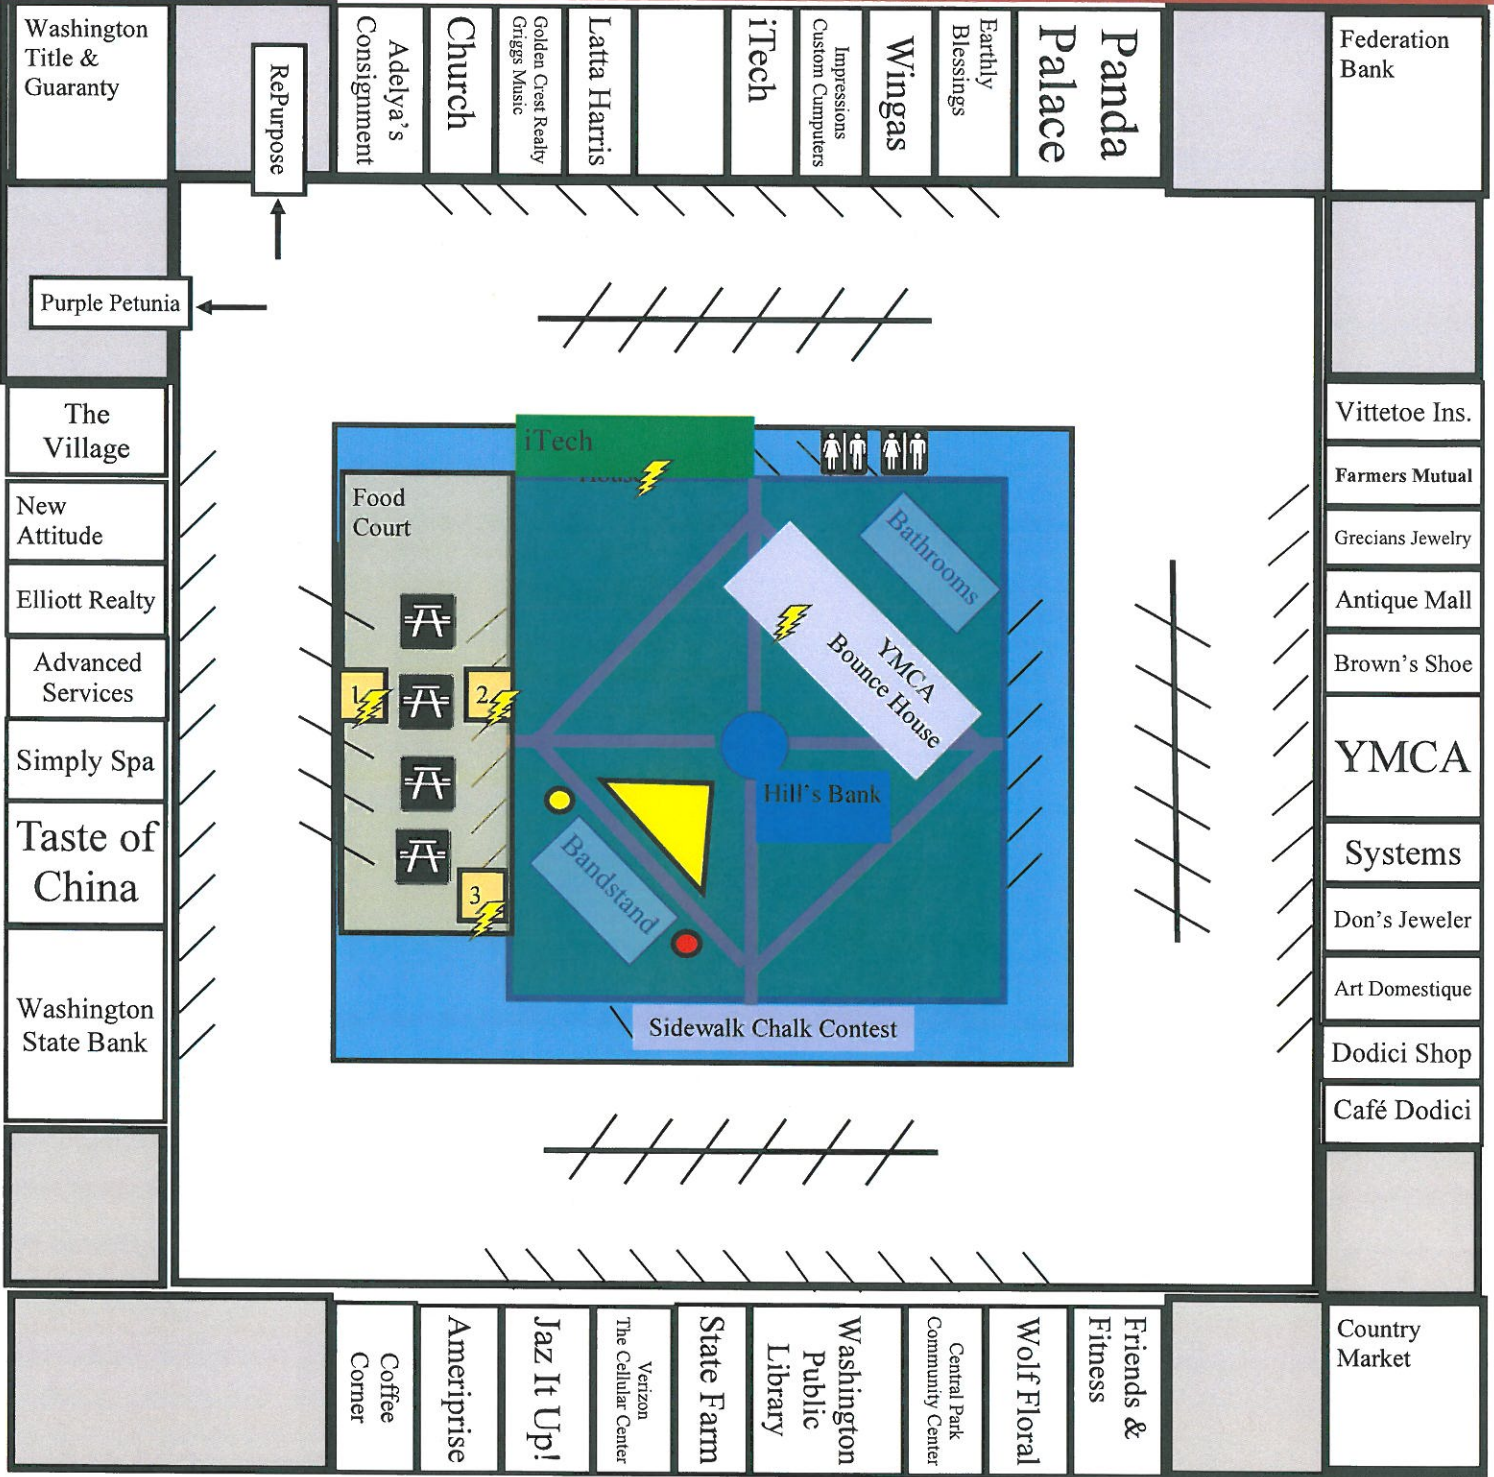 Washington
Title &
Guaranty
RePurpose
Adelya's
Consignment
Church
Golden Crest Realty
Griggs Music
Latta Harris
iTech
Impressions
Custom Cumputers
Wingas
Earthly
Blessings
Panda
Palace
Federation
Bank
Purple Petunia
The
Village
New
Attitude
Elliott Realty
Advanced
Services
Simply Spa
Taste of
China
Washington
State Bank
iTech
House
Food
Court
1
2
3
Bathrooms
YMCA
Bounce House
Hill's Bank
Bandstand
Sidewalk Chalk Contest
Vittetoe Ins.
Farmers Mutual
Grecians Jewelry
Antique Mall
Brown's Shoe
YMCA
Systems
Don's Jeweler
Art Domestique
Dodici Shop
Café Dodici
Coffee
Corner
Ameriprise
Jaz It Up!
Verizon
The Cellular Center
State Farm
Washington
Public
Library
Central Park
Community Center
Wolf Floral
Friends &
Fitness
Country
Market